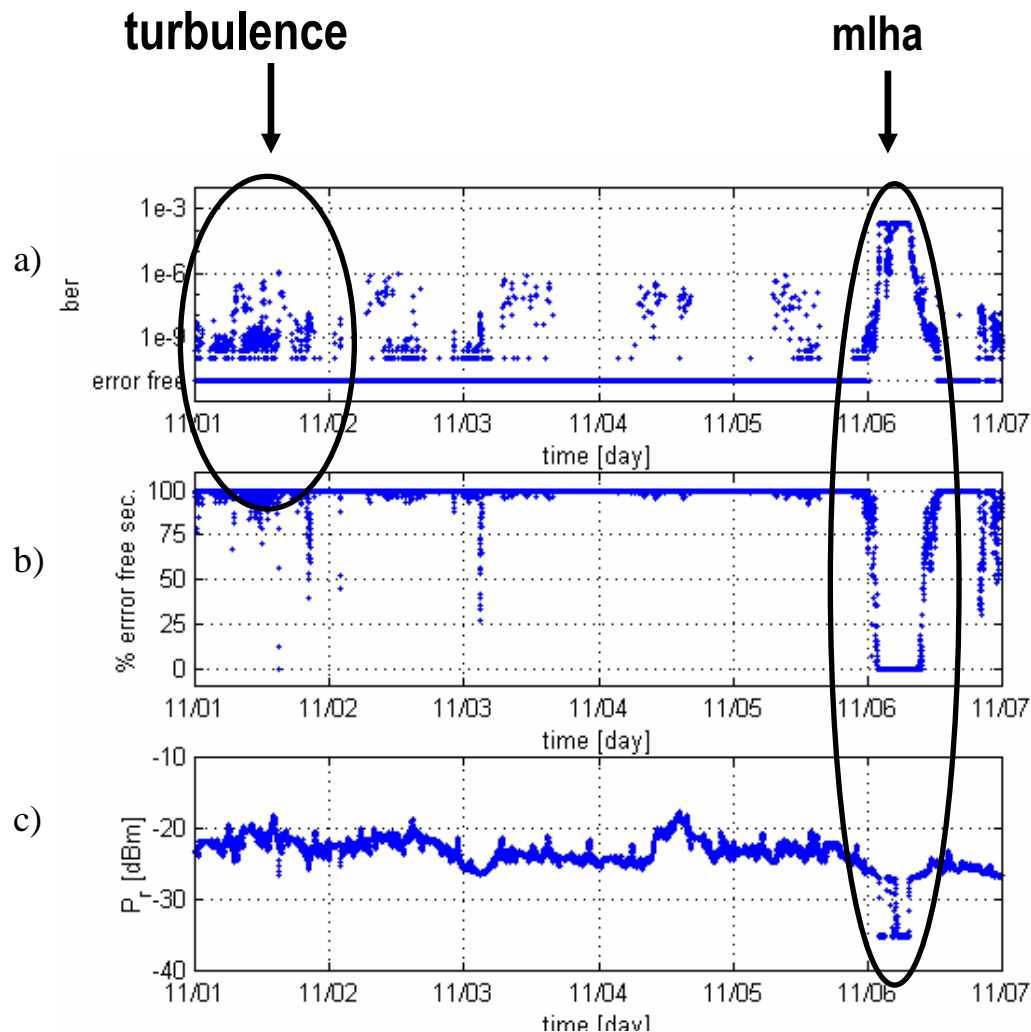 turbulence mlha
a)
ber
1e-3
1e-6
1e-9
error free
11/01 11/02 11/03 11/04 11/05 11/06 11/07
time [day]
b)
% errror free sec.
100
75
50
25
0
11/01 11/02 11/03 11/04 11/05 11/06 11/07
time [day]
c)
P_r [dBm]
-10
-20
-30
-40
11/01 11/02 11/03 11/04 11/05 11/06 11/07
time [day]